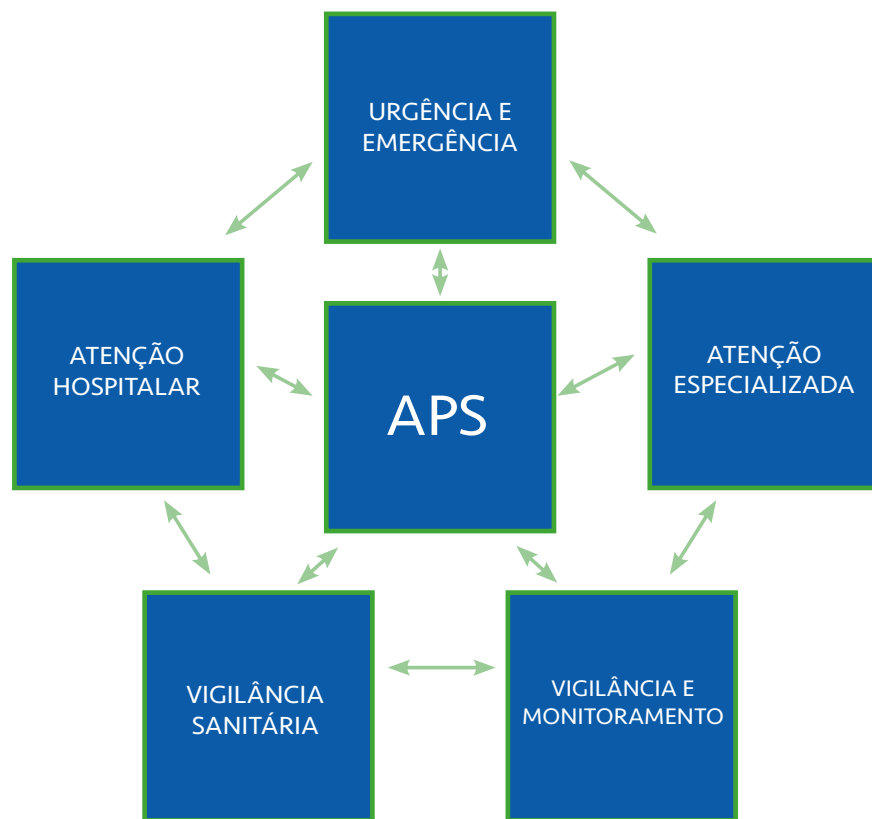 URGÊNCIA E
EMERGÊNCIA
ATENÇÃO
HOSPITALAR
APS
ATENÇÃO
ESPECIALIZADA
VIGILÂNCIA
SANITÁRIA
VIGILÂNCIA E
MONITORAMENTO